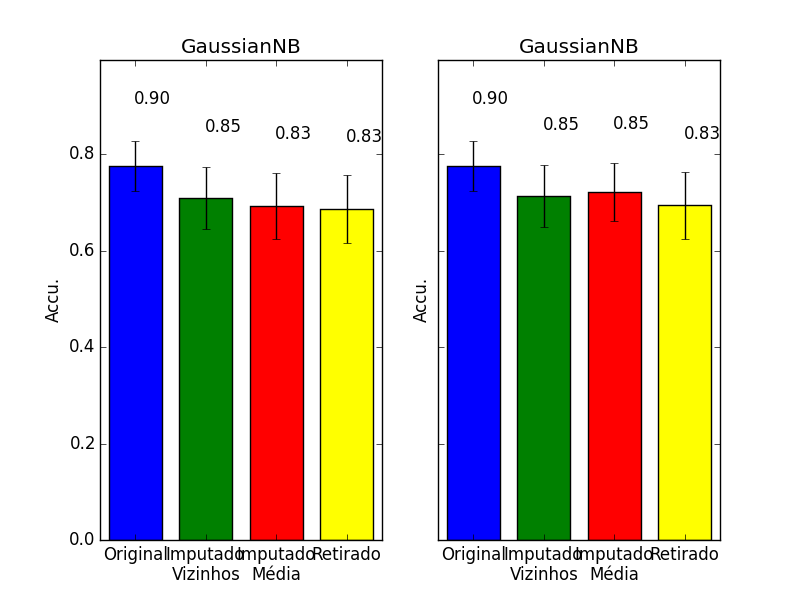 GaussianNB
0.90
0.85
0.83
0.83
0.8
0.6
0.4
0.2
0.0
Accu.
Original
Imputado
Vizinhos
Imputado
Média
Retirado
GaussianNB
0.90
0.85
0.85
0.83
Accu.
Original
Imputado
Vizinhos
Imputado
Média
Retirado